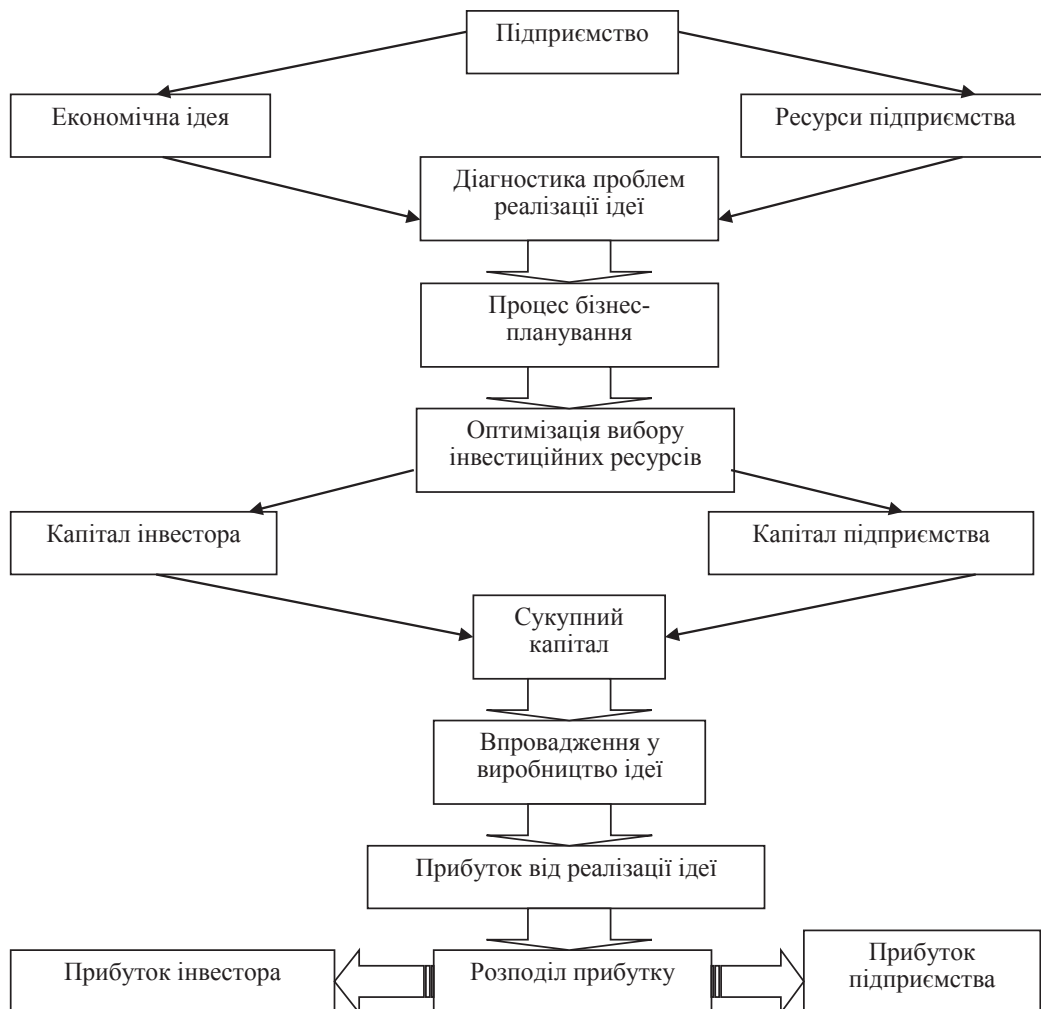 Підприємство
Економічна ідея
Ресурси підприємства
Діагностика проблем
реалізації ідеї
Процес бізнес-
планування
Оптимізація вибору
інвестиційних ресурсів
Капітал інвестора
Капітал підприємства
Сукупний
капітал
Впровадження у
виробництво ідеї
Прибуток від реалізації ідеї
Прибуток інвестора
Розподіл прибутку
Прибуток
підприємства